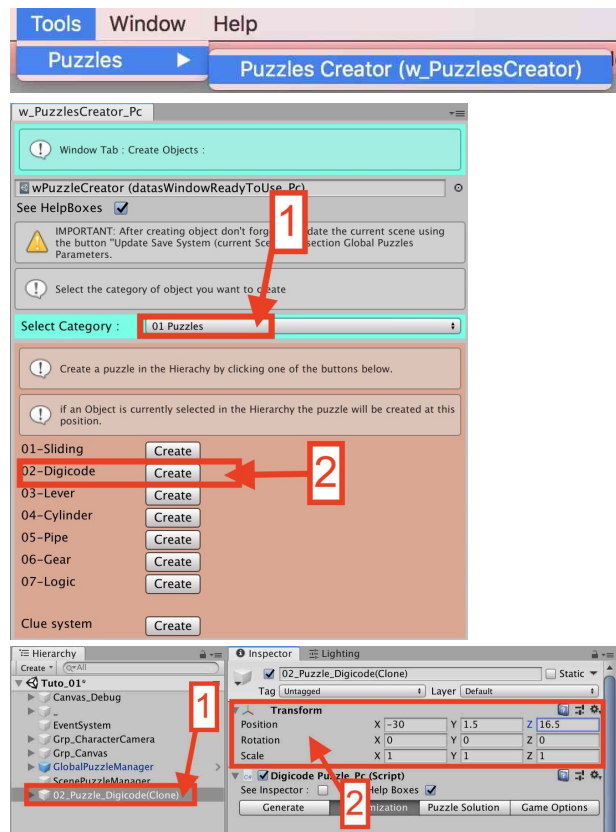 Tools Window Help
Puzzles
Puzzles Creator (w_PuzzlesCreator)
w_PuzzlesCreator_Pc
Window Tab : Create Objects :
wPuzzleCreator (datasWindowReadyToUse_Pc)
See HelpBoxes
1
IMPORTANT: After creating object don't forg date the current scene using
the button "Update Save System (current Sce section Global Puzzles
Parameters.
Select the category of object you want to create
Select Category : 01 Puzzles
Create a puzzle in the Hierachy by clicking one of the buttons below.
if an Object is currently selected in the Hierarchy the puzzle will be created at this
position.
01-Sliding Create
02-Digicode Create
2
03-Lever Create
04-Cylinder Create
05-Pipe Create
06-Gear Create
07-Logic Create
Clue system Create
Hierarchy
Create All
Tuto_01*
Canvas_Debug
_
1
EventSystem
Grp_CharacterCamera
Grp_Canvas
GlobalPuzzleManager
ScenePuzzleManager
02_Puzzle_Digicode(Clone)
Inspector Lighting
02_Puzzle_Digicode(Clone) Static
Tag Untagged Layer Default
Transform
Position X -30 Y 1.5 Z 16.5
Rotation X 0 Y 0 Z 0
Scale X 1 Y 1 Z 1
Digicode Puzzle_Pc (Script)
See Inspector : Help Boxes
2
Generate mization Puzzle Solution Game Options